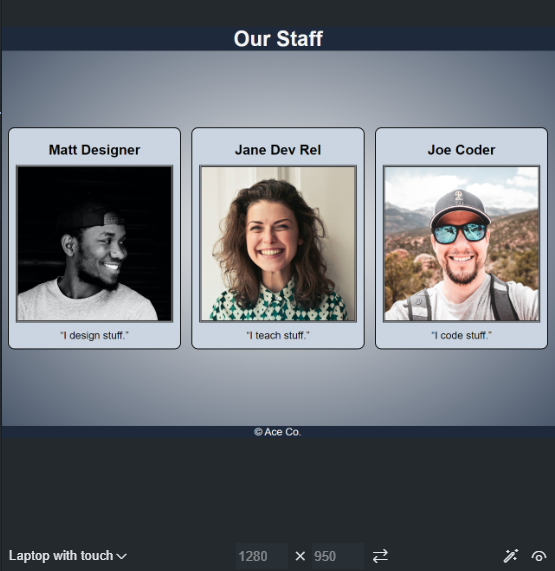 Our Staff
Matt Designer
Jane Dev Rel
Joe Coder
“I design stuff.”
“I teach stuff.”
“I code stuff.”
© Ace Co.
Laptop with touch
1280 × 950